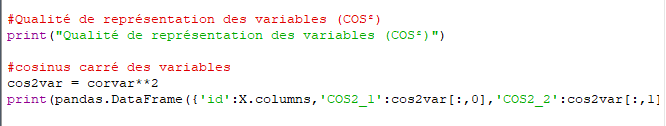 #Qualité de représentation des variables (COS²)
print("Qualité de représentation des variables (COS²)")
#cosinus carré des variables
cos2var = corvar**2
print(pandas.DataFrame({'id':X.columns,'COS2_1':cos2var[:,0],'COS2_2':cos2var[:,1]